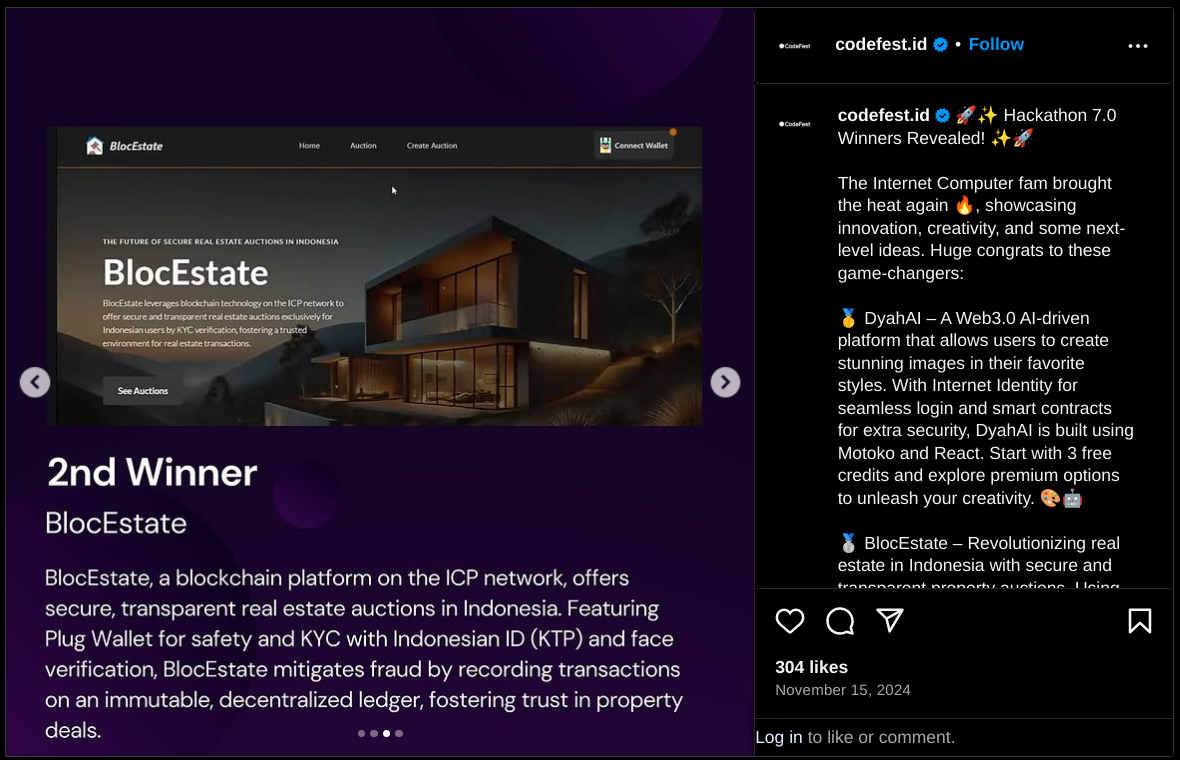 BlocEstate
Home
Auction
Create Auction
Connect Wallet
THE FUTURE OF SECURE REAL ESTATE AUCTIONS IN INDONESIA
BlocEstate
BlocEstate leverages blockchain technology on the ICP network to
offer secure and transparent real estate auctions exclusively for
Indonesian users by KYC verification, fostering a trusted
environment for real estate transactions.
See Auctions
2nd Winner
BlocEstate
BlocEstate, a blockchain platform on the ICP network, offers
secure, transparent real estate auctions in Indonesia. Featuring
Plug Wallet for safety and KYC with Indonesian ID (KTP) and face
verification, BlocEstate mitigates fraud by recording transactions
on an immutable, decentralized ledger, fostering trust in property
deals.
CodeFest
codefest.id • Follow
CodeFest
codefest.id 🚀✨ Hackathon 7.0
Winners Revealed! ✨🚀
The Internet Computer fam brought
the heat again 🔥, showcasing
innovation, creativity, and some next-
level ideas. Huge congrats to these
game-changers:
🥇 DyahAI – A Web3.0 AI-driven
platform that allows users to create
stunning images in their favorite
styles. With Internet Identity for
seamless login and smart contracts
for extra security, DyahAI is built using
Motoko and React. Start with 3 free
credits and explore premium options
to unleash your creativity. 🎨🤖
🥈 BlocEstate – Revolutionizing real
estate in Indonesia with secure and
transparent property auctions. Using
304 likes
November 15, 2024
Log in to like or comment.